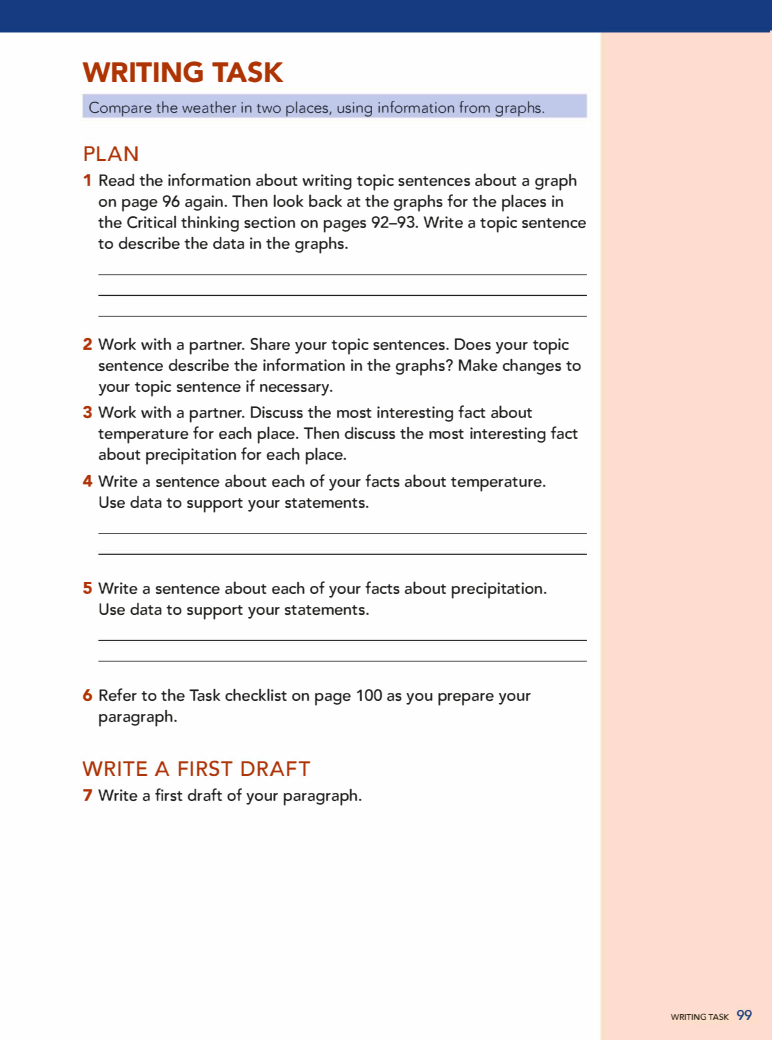 WRITING TASK
Compare the weather in two places, using information from graphs.
PLAN
1 Read the information about writing topic sentences about a graph
on page 96 again. Then look back at the graphs for the places in
the Critical thinking section on pages 92–93. Write a topic sentence
to describe the data in the graphs.
2 Work with a partner. Share your topic sentences. Does your topic
sentence describe the information in the graphs? Make changes to
your topic sentence if necessary.
3 Work with a partner. Discuss the most interesting fact about
temperature for each place. Then discuss the most interesting fact
about precipitation for each place.
4 Write a sentence about each of your facts about temperature.
Use data to support your statements.
5 Write a sentence about each of your facts about precipitation.
Use data to support your statements.
6 Refer to the Task checklist on page 100 as you prepare your
paragraph.
WRITE A FIRST DRAFT
7 Write a first draft of your paragraph.
WRITING TASK 99